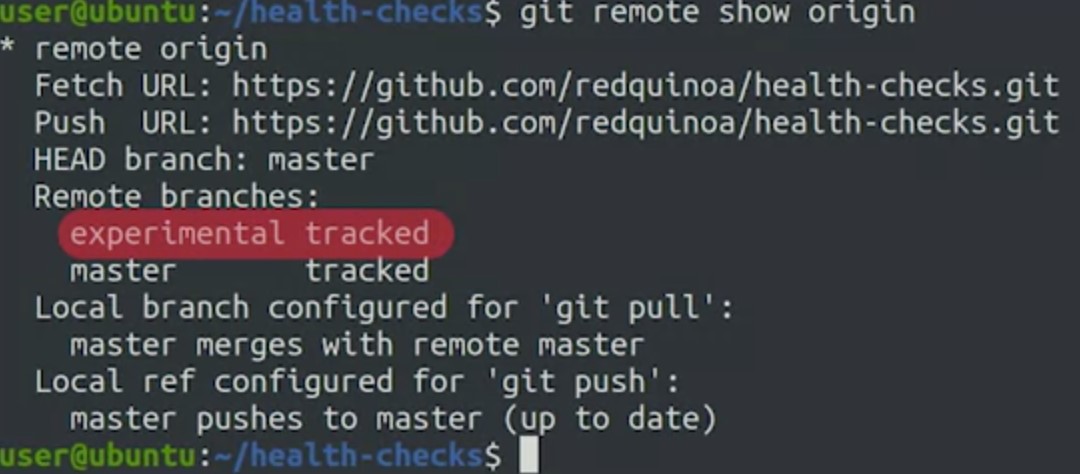 user@ubuntu:~/health-checks$ git remote show origin
* remote origin
  Fetch URL: https://github.com/redquinoa/health-checks.git
  Push  URL: https://github.com/redquinoa/health-checks.git
  HEAD branch: master
  Remote branches:
    experimental tracked
    master       tracked
  Local branch configured for 'git pull':
    master merges with remote master
  Local ref configured for 'git push':
    master pushes to master (up to date)
user@ubuntu:~/health-checks$